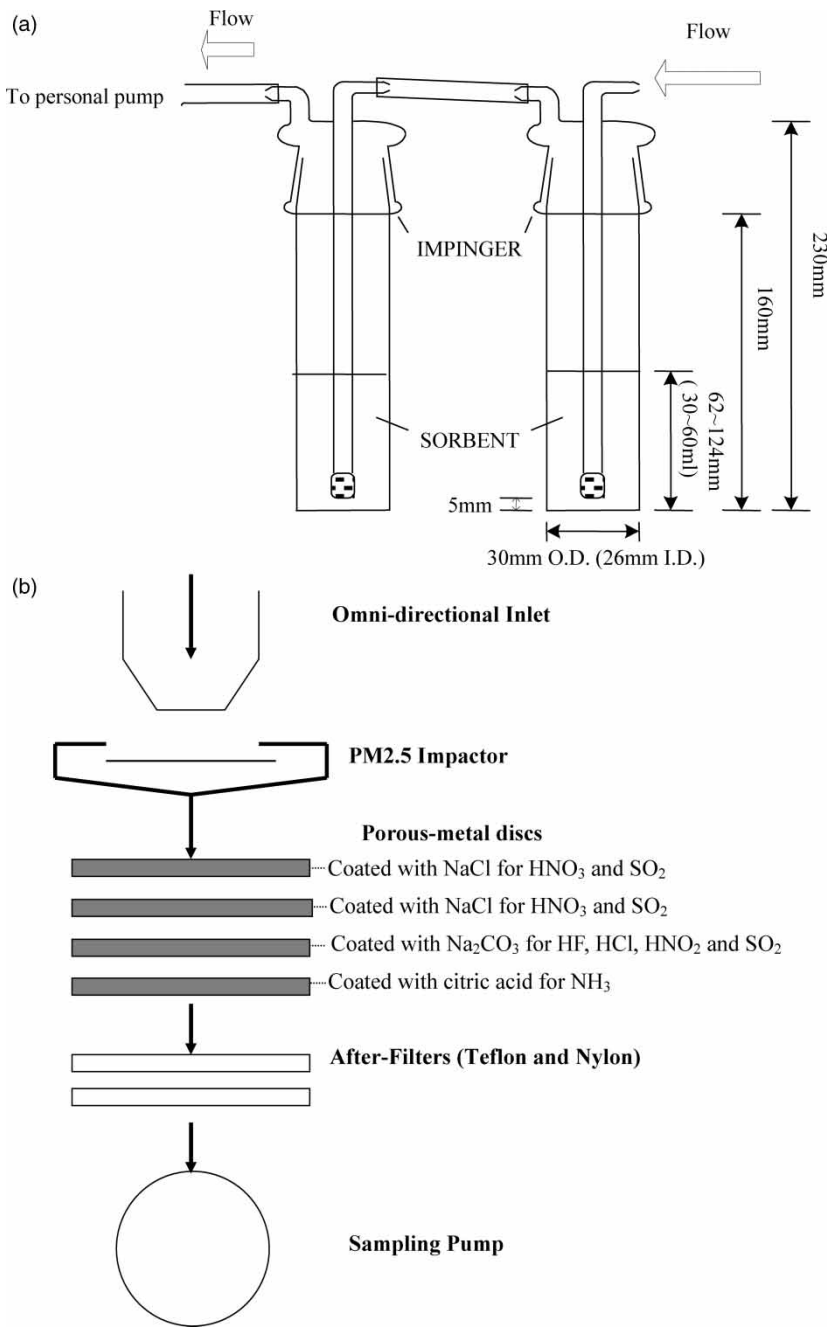 (a)
Flow
Flow
To personal pump
IMPINGER
SORBENT
230mm
160mm
62~124mm
( 30~60ml)
5mm
30mm O.D. (26mm I.D.)
(b)
Omni-directional Inlet
PM2.5 Impactor
Porous-metal discs
Coated with NaCl for HNO₃ and SO₂
Coated with NaCl for HNO₃ and SO₂
Coated with Na₂CO₃ for HF, HCl, HNO₂ and SO₂
Coated with citric acid for NH₃
After-Filters (Teflon and Nylon)
Sampling Pump